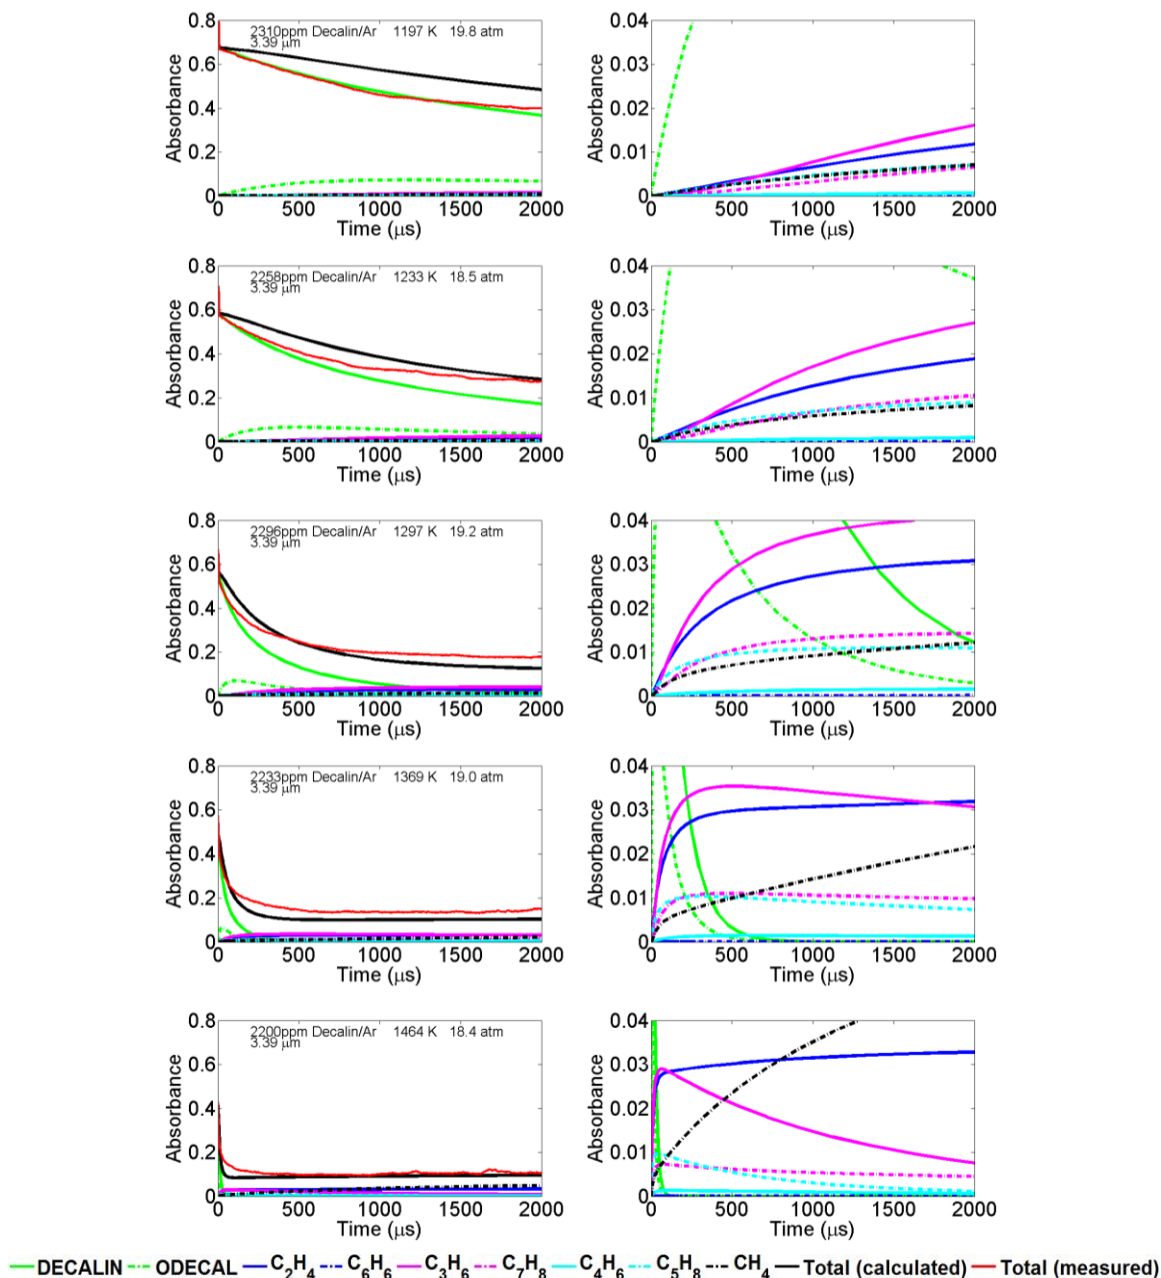 0.8
0.6
0.4
0.2
0
Absorbance
2310ppm Decalin/Ar 1197 K 19.8 atm
3.39 μm
0 500 1000 1500 2000
Time (μs)
0.04
0.03
0.02
0.01
0
Absorbance
0 500 1000 1500 2000
Time (μs)
0.8
0.6
0.4
0.2
0
Absorbance
2258ppm Decalin/Ar 1233 K 18.5 atm
3.39 μm
0 500 1000 1500 2000
Time (μs)
0.04
0.03
0.02
0.01
0
Absorbance
0 500 1000 1500 2000
Time (μs)
0.8
0.6
0.4
0.2
0
Absorbance
2296ppm Decalin/Ar 1297 K 19.2 atm
3.39 μm
0 500 1000 1500 2000
Time (μs)
0.04
0.03
0.02
0.01
0
Absorbance
0 500 1000 1500 2000
Time (μs)
0.8
0.6
0.4
0.2
0
Absorbance
2233ppm Decalin/Ar 1369 K 19.0 atm
3.39 μm
0 500 1000 1500 2000
Time (μs)
0.04
0.03
0.02
0.01
0
Absorbance
0 500 1000 1500 2000
Time (μs)
0.8
0.6
0.4
0.2
0
Absorbance
2200ppm Decalin/Ar 1464 K 18.4 atm
3.39 μm
0 500 1000 1500 2000
Time (μs)
0.04
0.03
0.02
0.01
0
Absorbance
0 500 1000 1500 2000
Time (μs)
DECALIN ODECAL C₂H₄ C₆H₆ C₃H₆ C₇H₈ C₄H₆ C₅H₈ CH₄ Total (calculated) Total (measured)